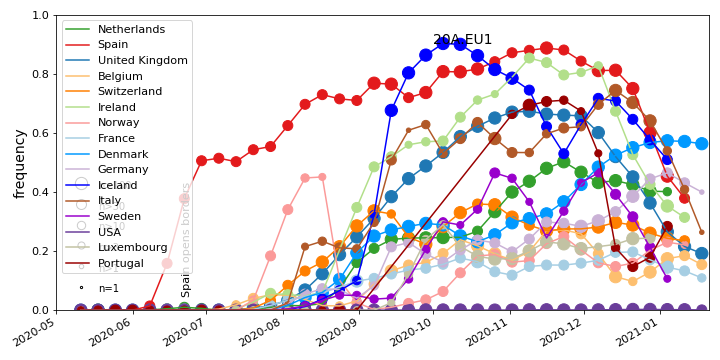 20A.EU1
frequency
1.0
0.8
0.6
0.4
0.2
0.0
Netherlands
Spain
United Kingdom
Belgium
Switzerland
Ireland
Norway
France
Denmark
Germany
Iceland
Italy
Sweden
USA
Luxembourg
Portugal
Spain opens borders
n=1
n=1
2020-05
2020-06
2020-07
2020-08
2020-09
2020-10
2020-11
2020-12
2021-01